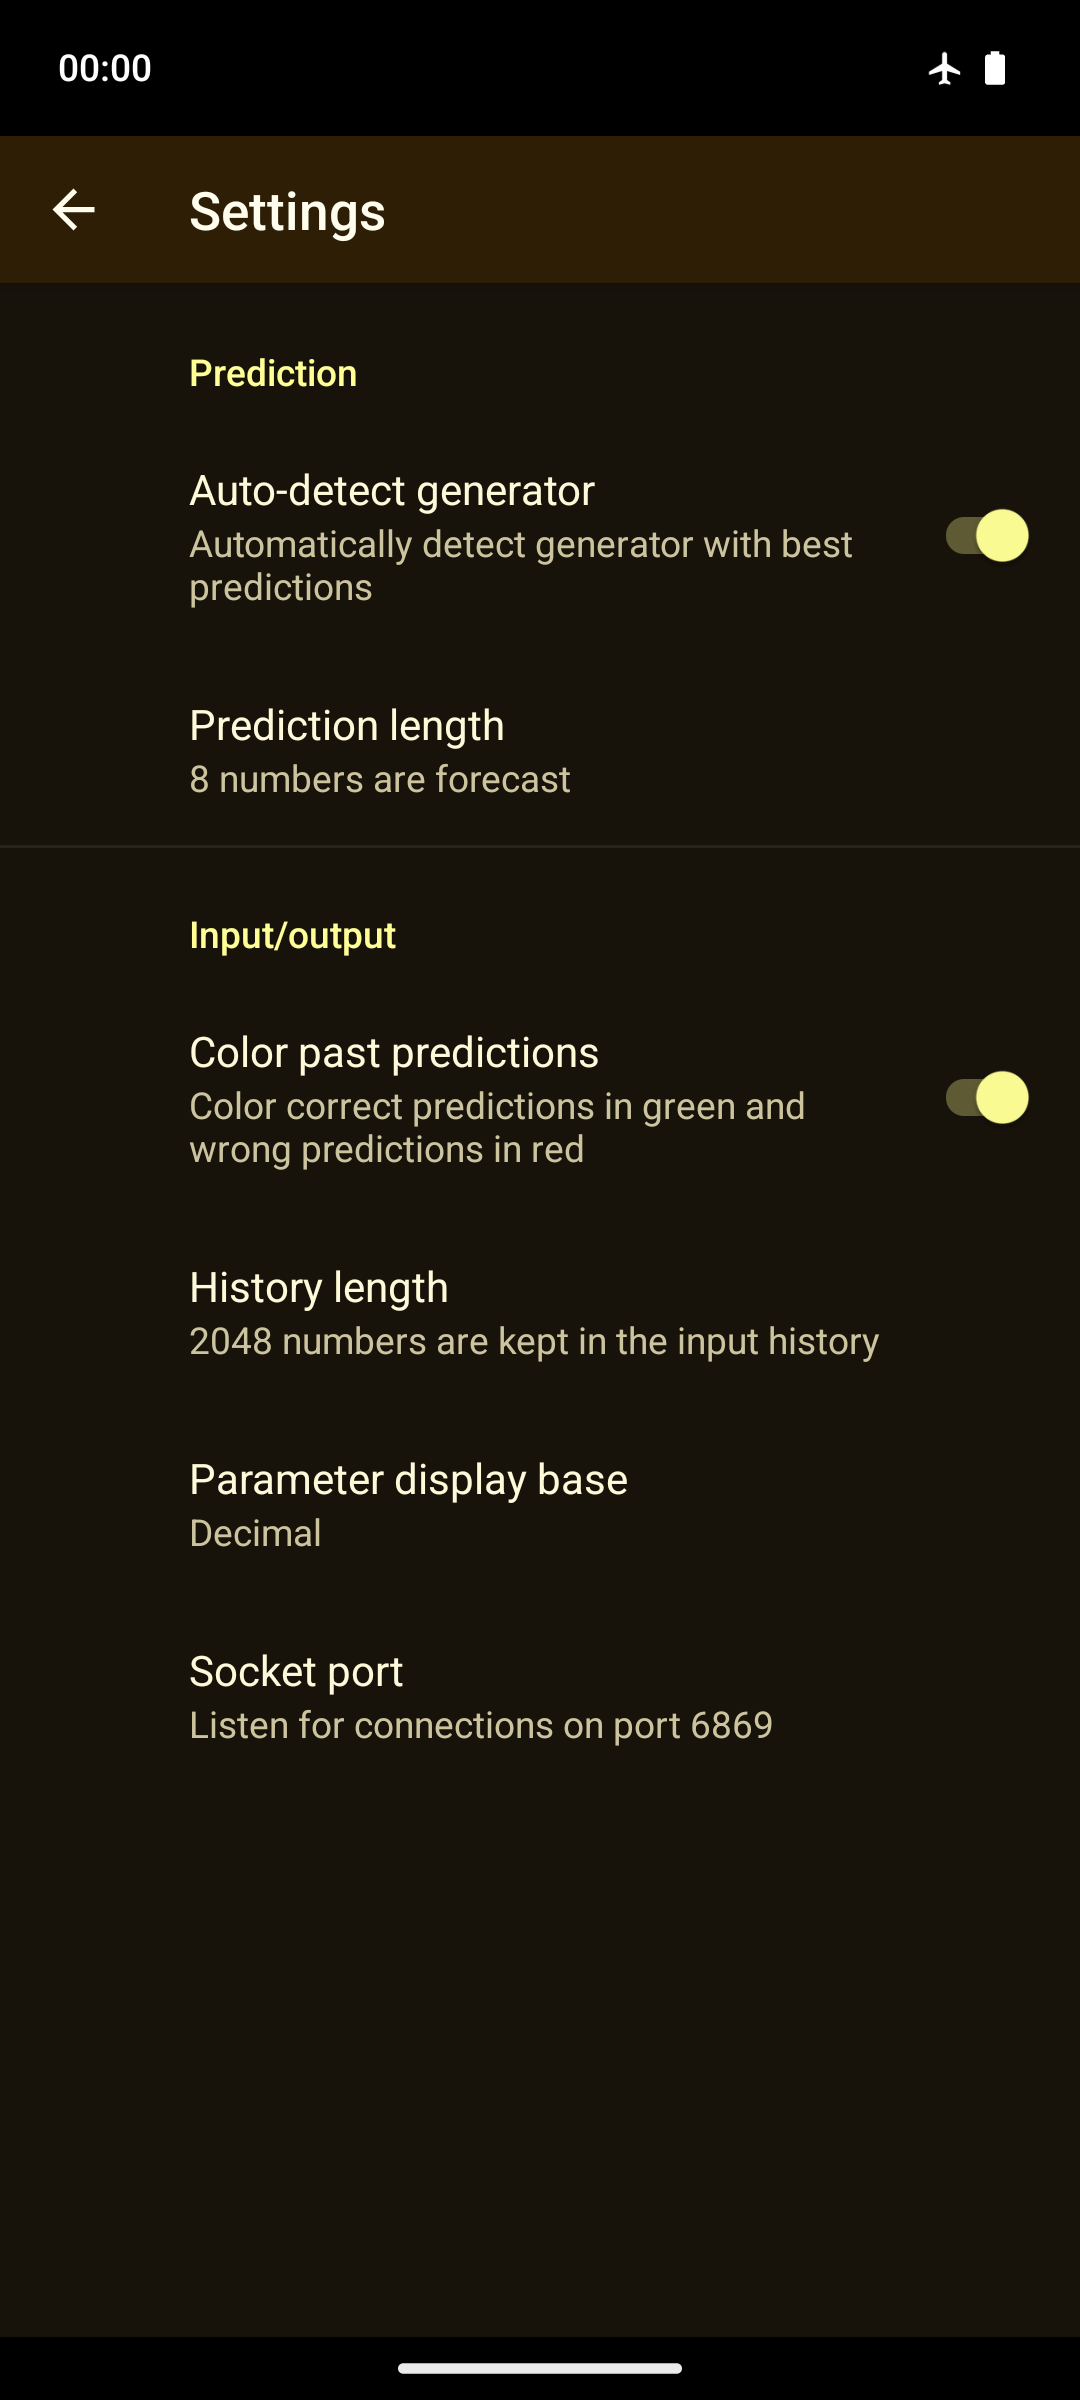 00:00
Settings
Prediction
Auto-detect generator
Automatically detect generator with best
predictions
Prediction length
8 numbers are forecast
Input/output
Color past predictions
Color correct predictions in green and
wrong predictions in red
History length
2048 numbers are kept in the input history
Parameter display base
Decimal
Socket port
Listen for connections on port 6869